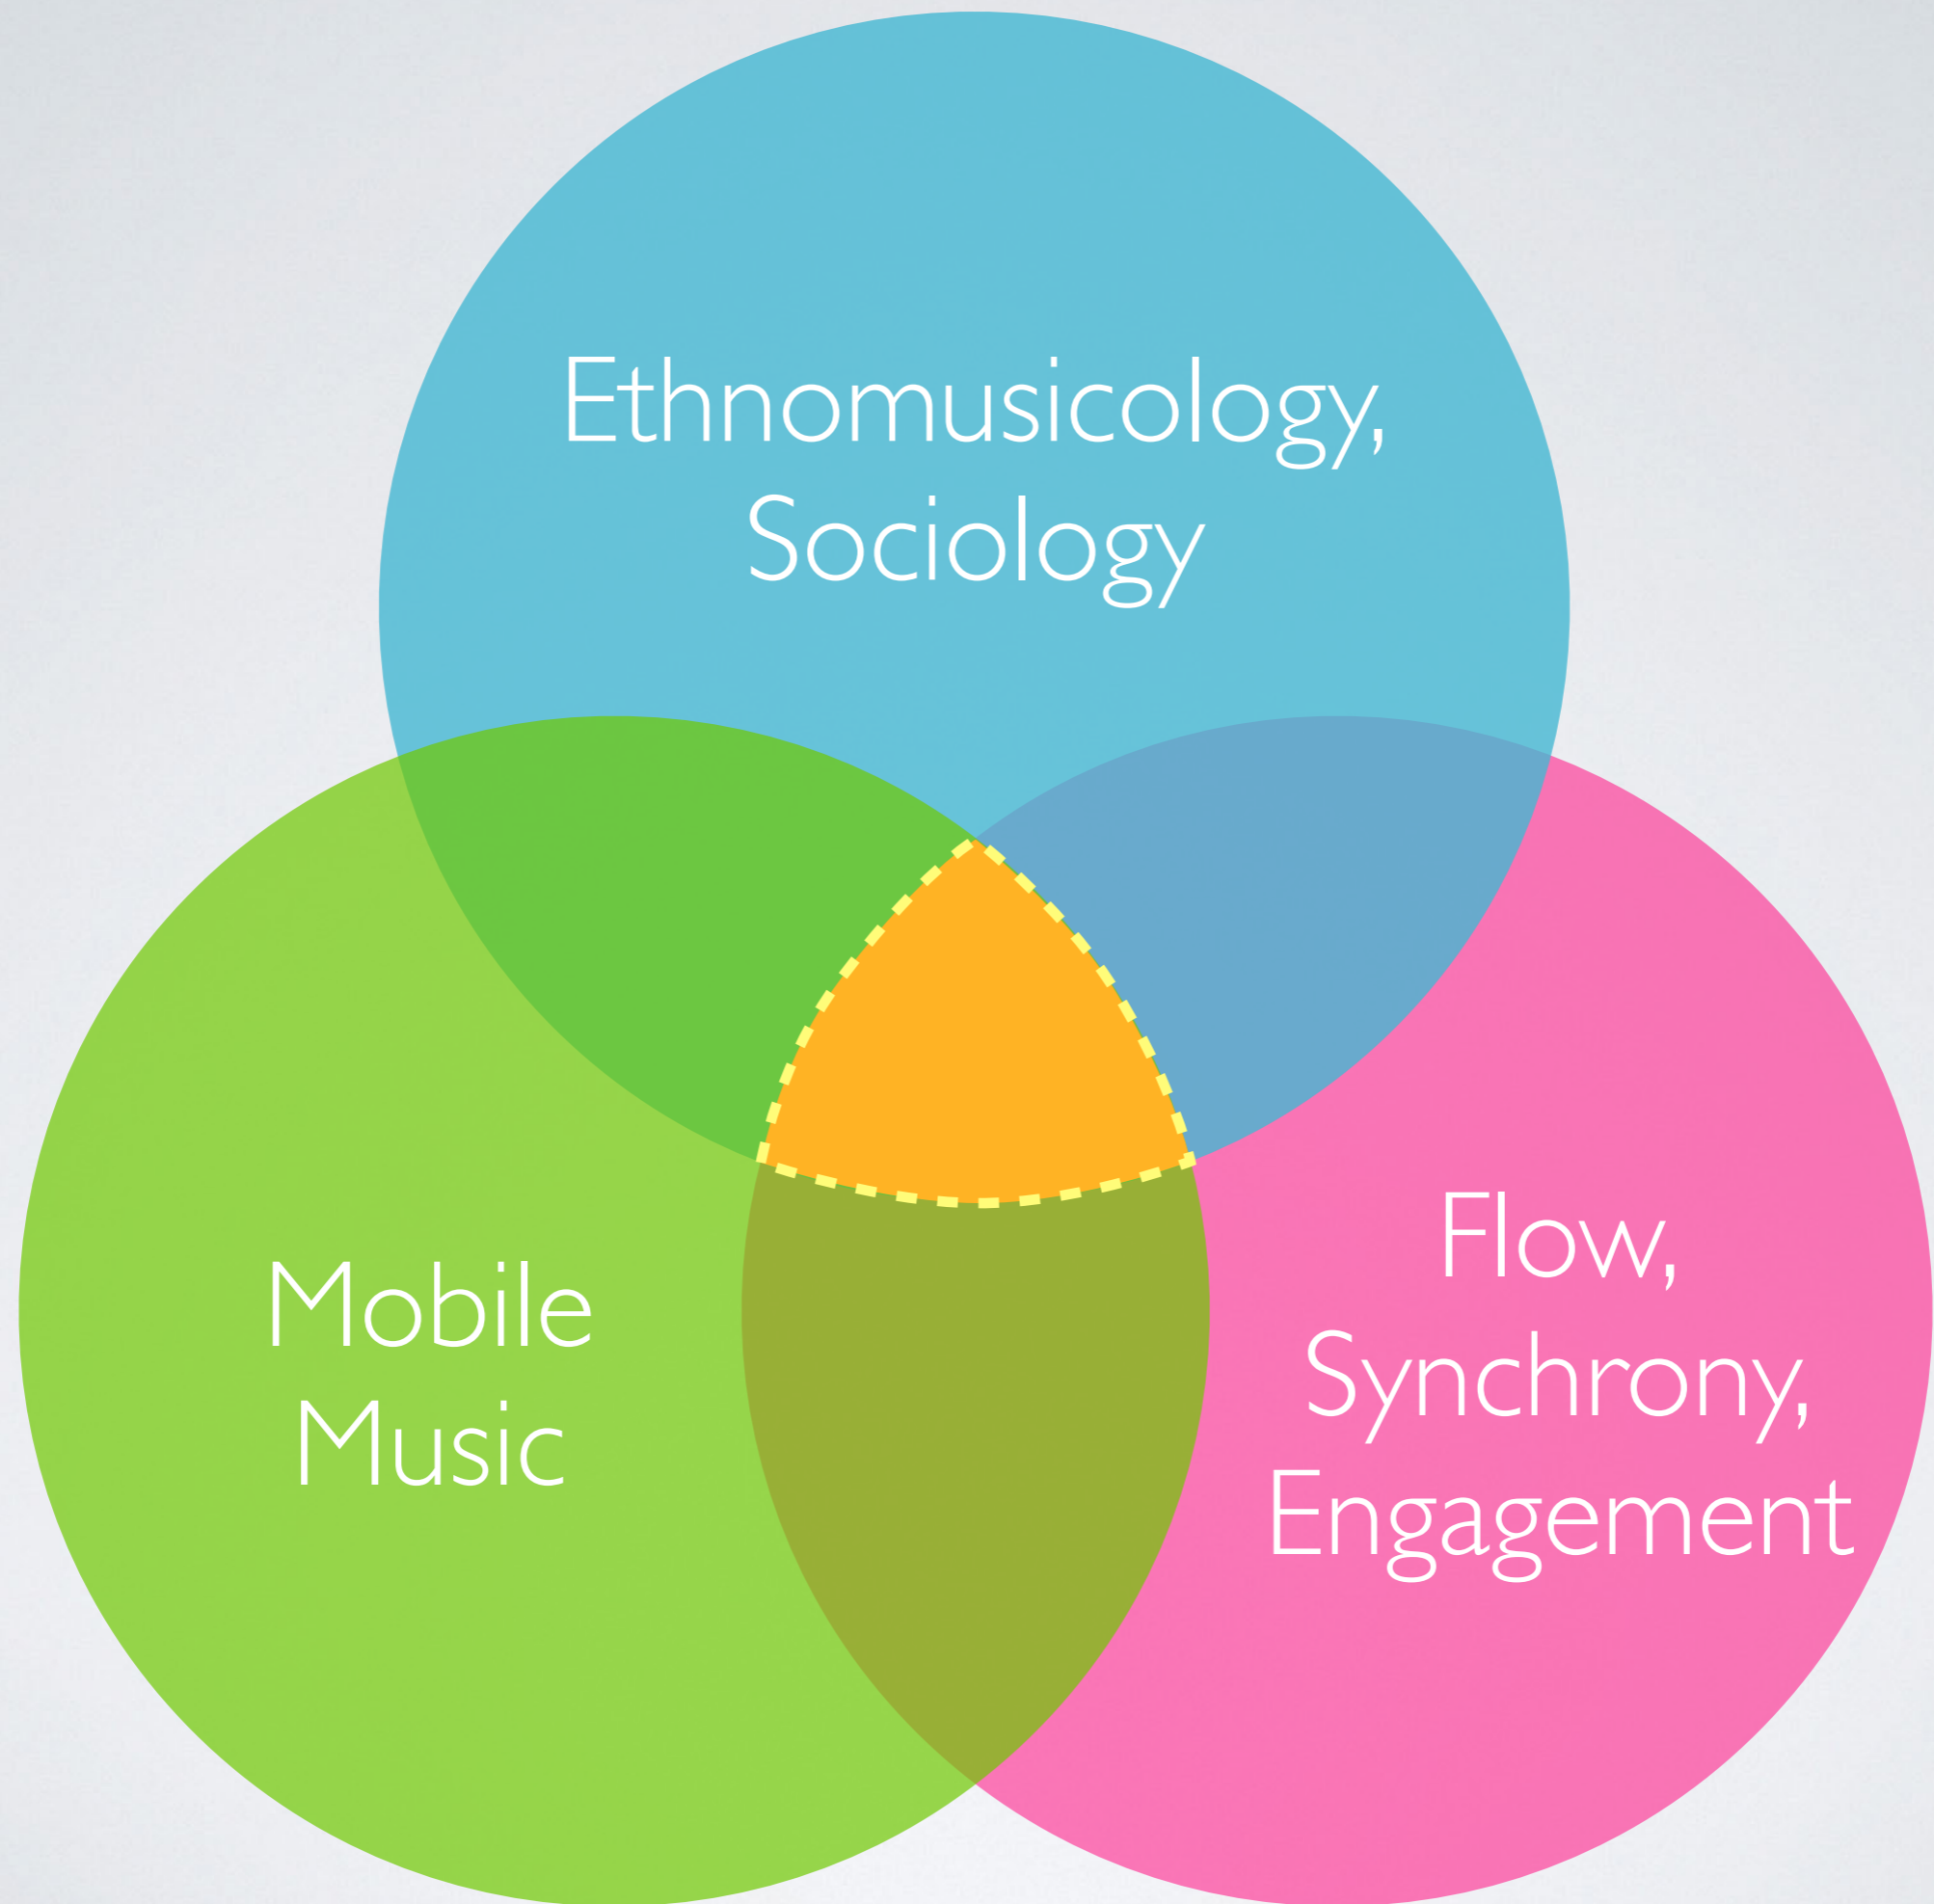 Ethnomusicology,
Sociology
Mobile
Music
Flow,
Synchrony,
Engagement